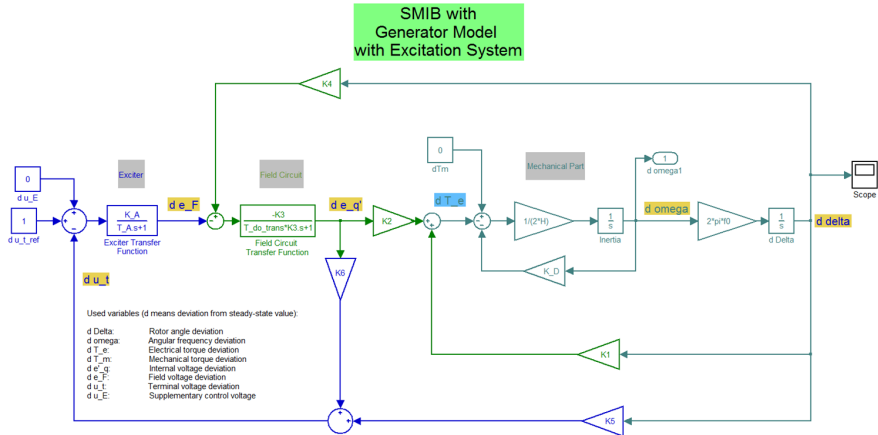 SMIB with
Generator Model
with Excitation System
K4
0
dTm
Mechanical Part
1
d omega1
Scope
Exciter
Field Circuit
0
d u_E
1
d u_t_ref
K_A
T_A.s+1
Exciter Transfer
Function
d e_F
-K3
T_do_trans*K3.s+1
Field Circuit
Transfer Function
d e_q'
K2
d T_e
1/(2*H)
1
s
Inertia
d omega
2*pi*f0
1
s
d Delta
d delta
K_D
K6
d u_t
K1
K5
Used variables (d means deviation from steady-state value):
d Delta: Rotor angle deviation
d omega: Angular frequency deviation
d T_e: Electrical torque deviation
d T_m: Mechanical torque deviation
d e'_q: Internal voltage deviation
d e_F: Field voltage deviation
d u_t: Terminal voltage deviation
d u_E: Supplementary control voltage